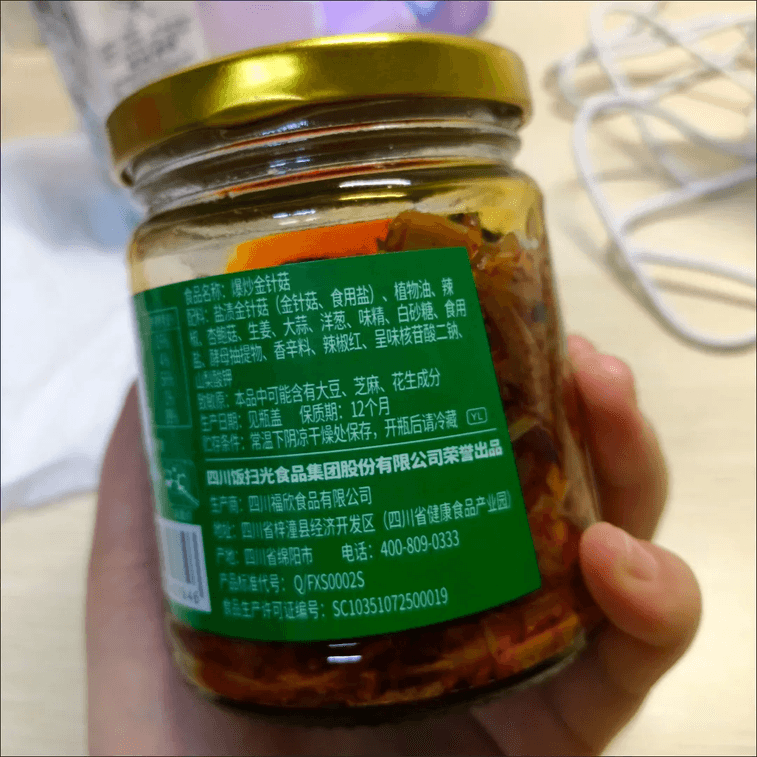 食品名称：爆炒金针菇
配料：盐渍金针菇（金针菇、食用盐）、植物油、辣
椒、杏鲍菇、生姜、大蒜、洋葱、味精、白砂糖、食用
盐、酵母抽提物、香辛料、辣椒红、呈味核苷酸二钠、
山梨酸钾
致敏原：本品中可能含有大豆、芝麻、花生成分
生产日期：见瓶盖 保质期：12个月
贮存条件：常温下阴凉干燥处保存，开瓶后请冷藏 YL
四川饭扫光食品集团股份有限公司荣誉出品
生产商：四川福欣食品有限公司
地址：四川省梓潼县经济开发区（四川省健康食品产业园）
产地：四川省绵阳市 电话：400-809-0333
产品标准代号：Q/FXS0002S
食品生产许可证编号：SC10351072500019